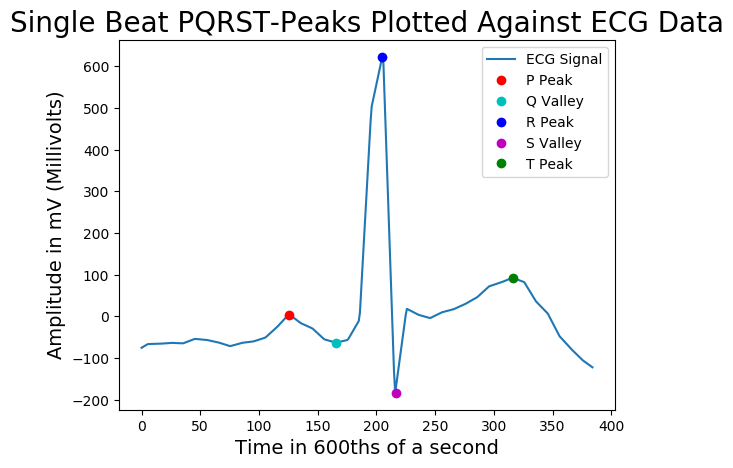 Single Beat PQRST-Peaks Plotted Against ECG Data
ECG Signal
P Peak
Q Valley
R Peak
S Valley
T Peak
Amplitude in mV (Millivolts)
600
500
400
300
200
100
0
−100
−200
0 50 100 150 200 250 300 350 400
Time in 600ths of a second